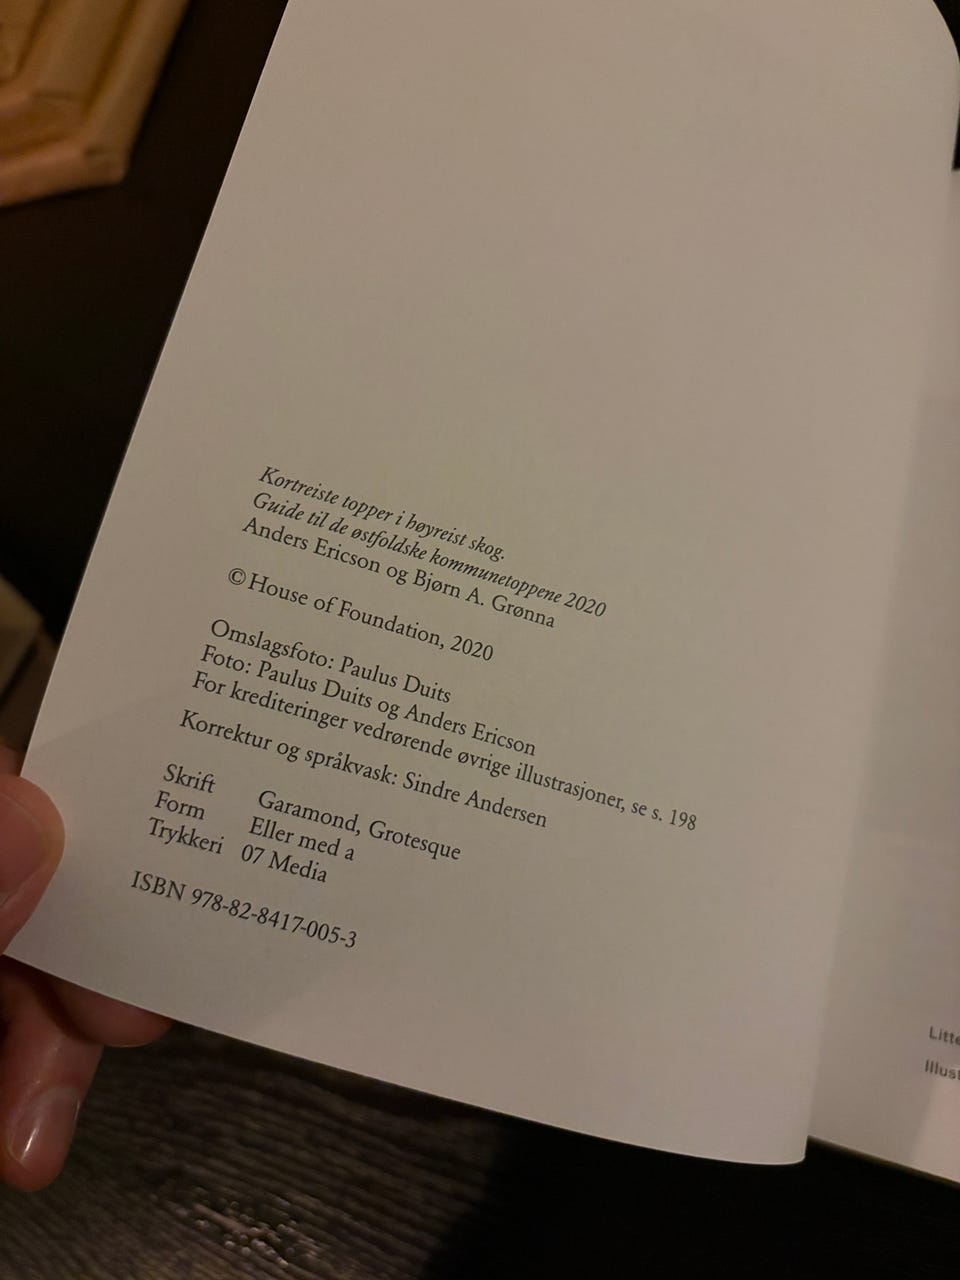 Kortreiste topper i høyreist skog.
Guide til de østfoldske kommunetoppene 2020
Anders Ericson og Bjørn A. Grønna
© House of Foundation, 2020
Omslagsfoto: Paulus Duits
Foto: Paulus Duits og Anders Ericson
For krediteringer vedrørende øvrige illustrasjoner, se s. 198
Korrektur og språkvask: Sindre Andersen
Skrift Garamond, Grotesque
Form Eller med a
Trykkeri 07 Media
ISBN 978-82-8417-005-3